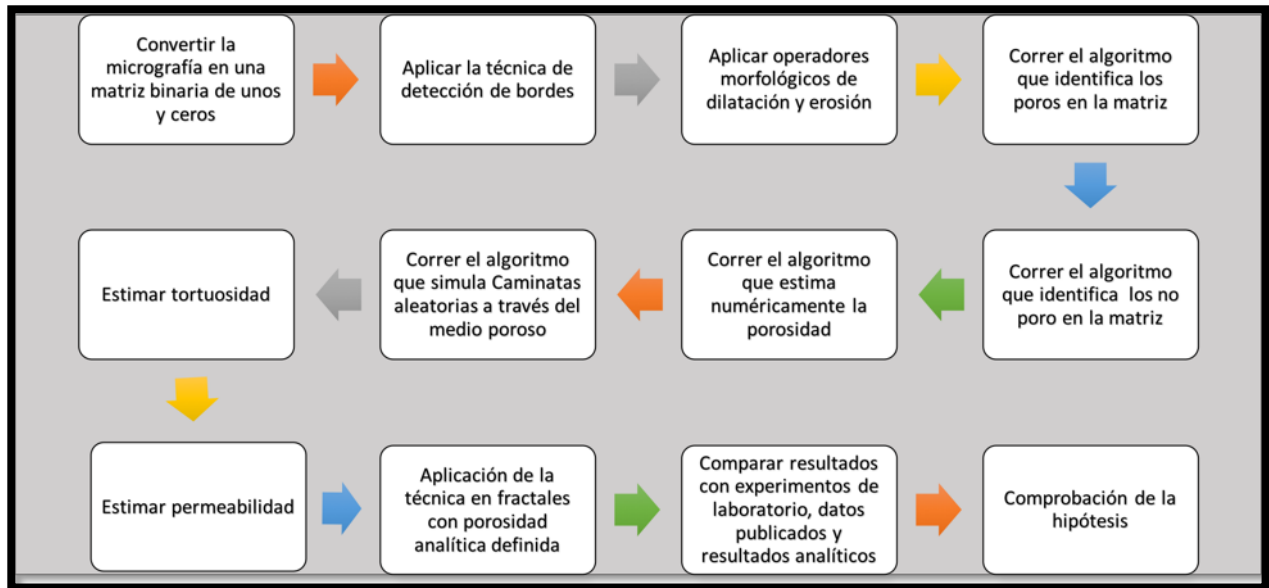 Convertir la
micrografía en una
matriz binaria de unos
y ceros
Aplicar la técnica de
detección de bordes
Aplicar operadores
morfológicos de
dilatación y erosión
Correr el algoritmo
que identifica los
poros en la matriz
Correr el algoritmo
que identifica los no
poro en la matriz
Correr el algoritmo
que estima
numéricamente la
porosidad
Correr el algoritmo
que simula Caminatas
aleatorias a través del
medio poroso
Estimar tortuosidad
Estimar permeabilidad
Aplicación de la
técnica en fractales
con porosidad
analítica definida
Comparar resultados
con experimentos de
laboratorio, datos
publicados y
resultados analíticos
Comprobación de la
hipótesis